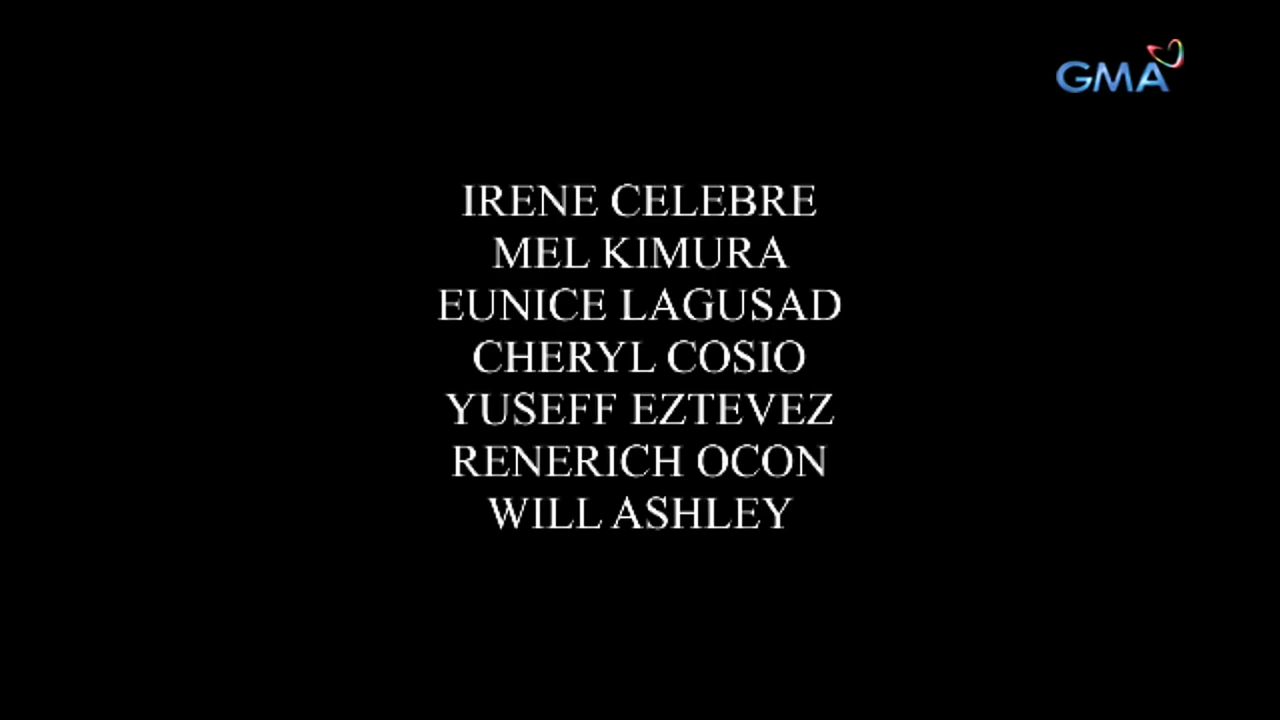 GMA
IRENE CELEBRE
MEL KIMURA
EUNICE LAGUSAD
CHERYL COSIO
YUSEFF EZTEVEZ
RENERICH OCON
WILL ASHLEY